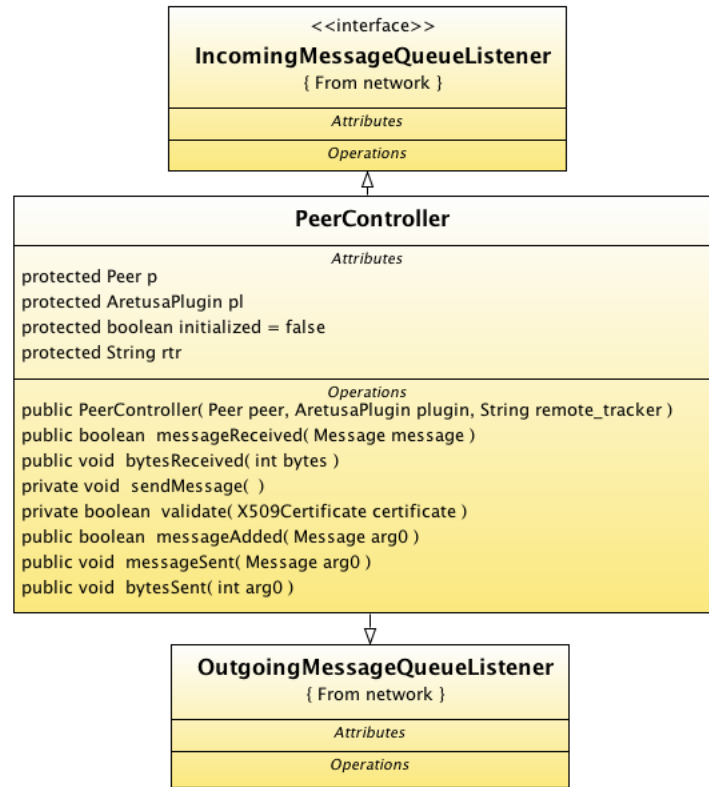 <<interface>>
IncomingMessageQueueListener
{ From network }
Attributes
Operations
PeerController
Attributes
protected Peer p
protected AretusaPlugin pl
protected boolean initialized = false
protected String rtr
Operations
public PeerController( Peer peer, AretusaPlugin plugin, String remote_tracker )
public boolean messageReceived( Message message )
public void bytesReceived( int bytes )
private void sendMessage( )
private boolean validate( X509Certificate certificate )
public boolean messageAdded( Message arg0 )
public void messageSent( Message arg0 )
public void bytesSent( int arg0 )
OutgoingMessageQueueListener
{ From network }
Attributes
Operations